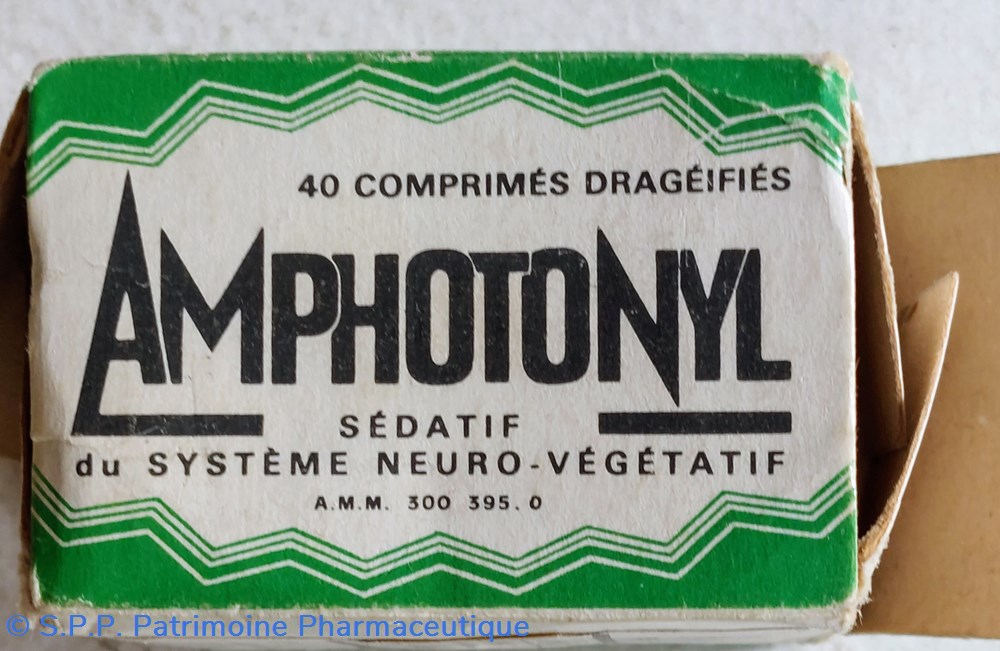 40 COMPRIMÉS DRAGÉIFIÉS
AMPHOTONYL
SÉDATIF
du SYSTÈME NEURO-VÉGÉTATIF
A.M.M. 300 395.0
© S.P.P. Patrimoine Pharmaceutique